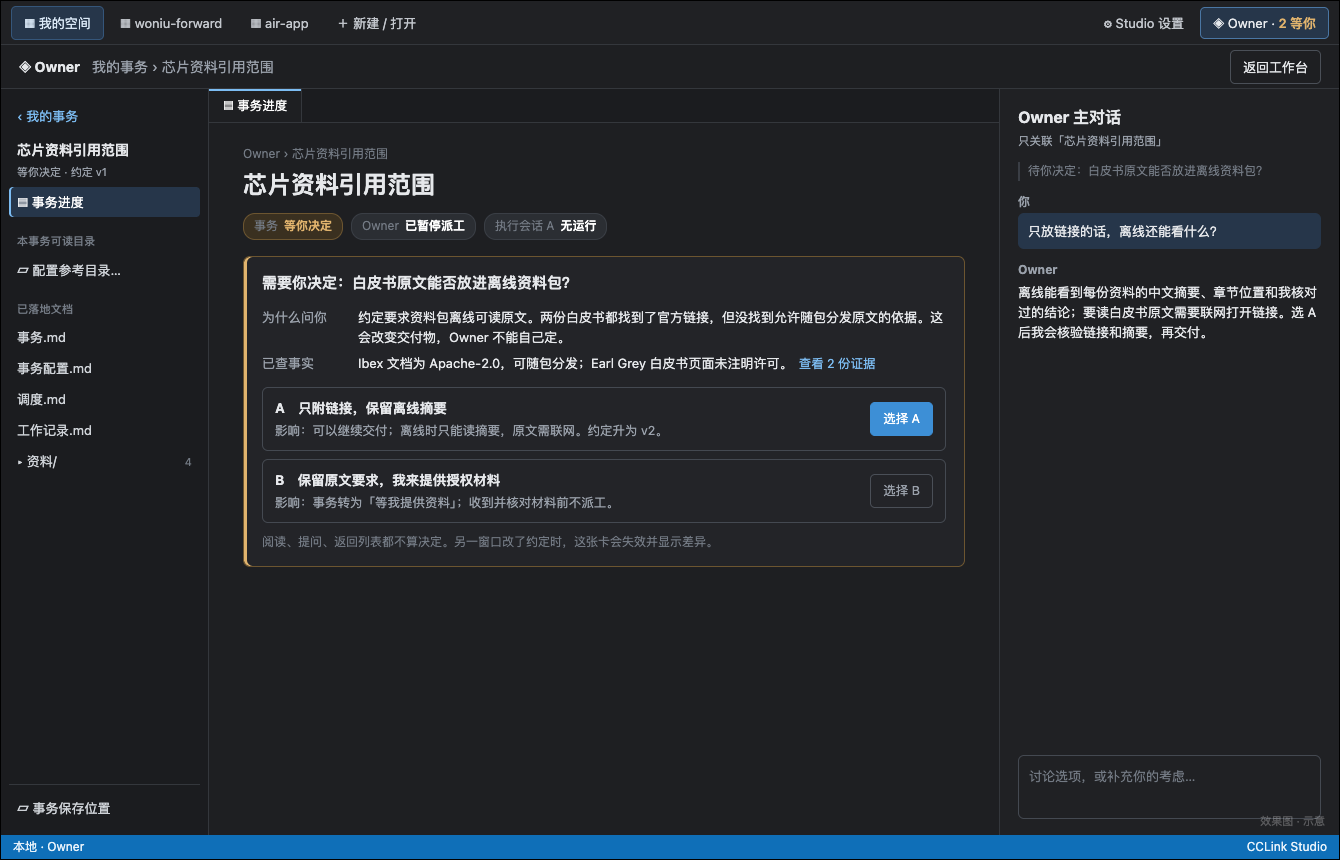 我的空间
woniu-forward
air-app
+ 新建 / 打开
Studio 设置
Owner · 2 等你
Owner
我的事务 › 芯片资料引用范围
返回工作台
‹ 我的事务
芯片资料引用范围
等你决定 · 约定 v1
事务进度
本事务可读目录
配置参考目录...
已落地文档
事务.md
事务配置.md
调度.md
工作记录.md
资料/ 4
事务保存位置
事务进度
Owner › 芯片资料引用范围
芯片资料引用范围
事务 等你决定
Owner 已暂停派工
执行会话 A 无运行
需要你决定：白皮书原文能否放进离线资料包？
为什么问你 约定要求资料包离线可读原文。两份白皮书都找到了官方链接，但没找到允许随包分发原文的依据。这
会改变交付物，Owner 不能自己定。
已查事实 Ibex 文档为 Apache-2.0，可随包分发；Earl Grey 白皮书页面未注明许可。 查看 2 份证据
A 只附链接，保留离线摘要
影响：可以继续交付；离线时只能读摘要，原文需联网。约定升为 v2。
选择 A
B 保留原文要求，我来提供授权材料
影响：事务转为「等我提供资料」；收到并核对材料前不派工。
选择 B
阅读、提问、返回列表都不算决定。另一窗口改了约定时，这张卡会失效并显示差异。
Owner 主对话
只关联「芯片资料引用范围」
待你决定：白皮书原文能否放进离线资料包？
你
只放链接的话，离线还能看什么？
Owner
离线能看到每份资料的中文摘要、章节位置和我核对
过的结论；要读白皮书原文需要联网打开链接。选 A
后我会核验链接和摘要，再交付。
讨论选项，或补充你的考虑...
效果图 · 示意
本地 · Owner
CCLink Studio